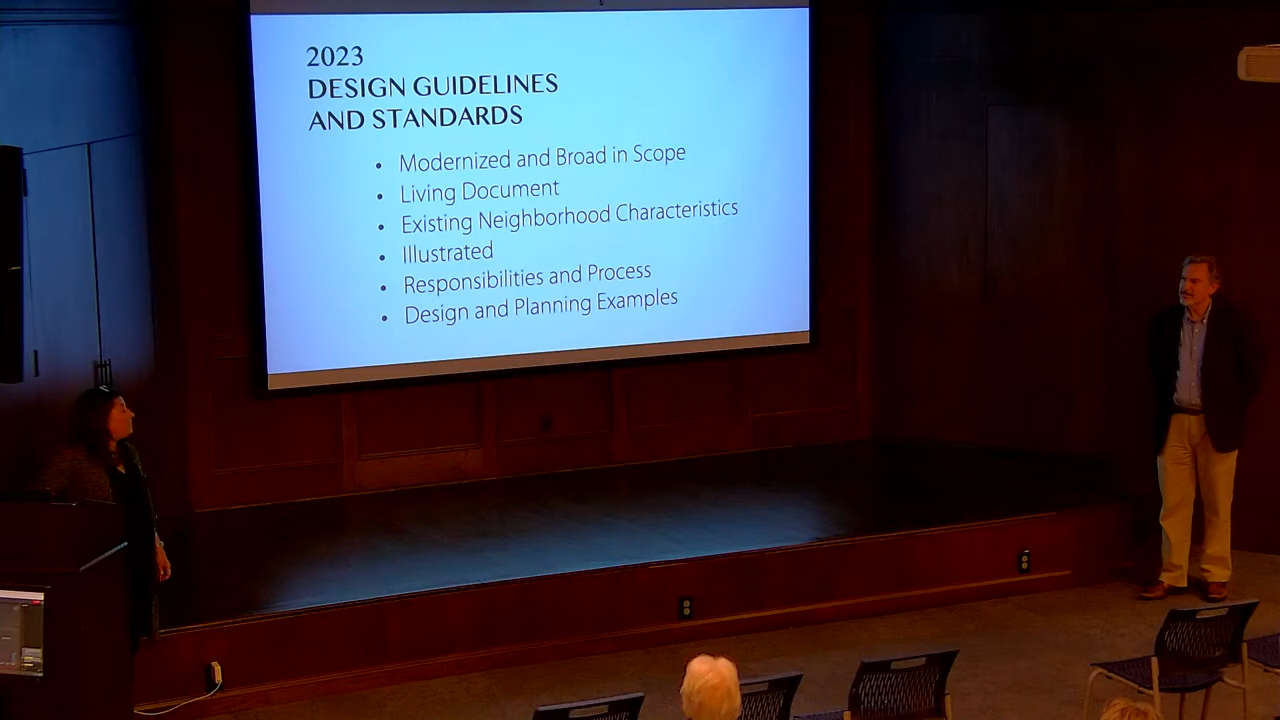 2023
DESIGN GUIDELINES
AND STANDARDS
• Modernized and Broad in Scope
• Living Document
• Existing Neighborhood Characteristics
• Illustrated
• Responsibilities and Process
• Design and Planning Examples